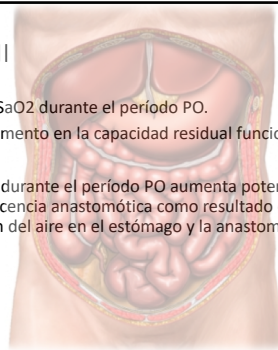 l
SaO2 durante el período PO.
mento en la capacidad residual funcio
durante el período PO aumenta poten
cencia anastomótica como resultado
del aire en el estómago y la anastom